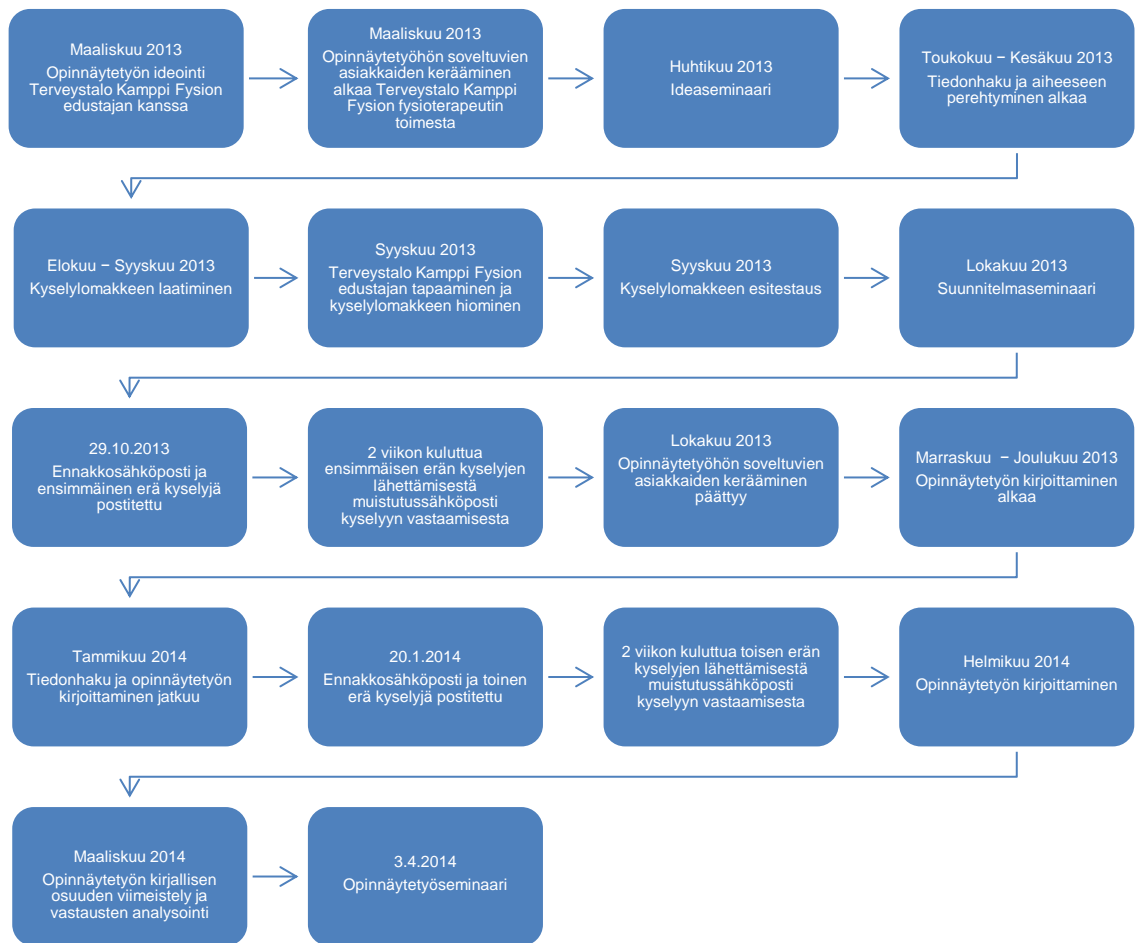 Maaliskuu 2013
Opinnäytetyön ideointi
Terveystalo Kamppi Fysion
edustajan kanssa
Maaliskuu 2013
Opinnäytetyöhön soveltuvien
asiakkaiden kerääminen
alkaa Terveystalo Kamppi
Fysion fysioterapeutin
toimesta
Huhtikuu 2013
Ideaseminaari
Toukokuu – Kesäkuu 2013
Tiedonhaku ja aiheeseen
perehtyminen alkaa
Elokuu – Syyskuu 2013
Kyselylomakkeen laatiminen
Syyskuu 2013
Terveystalo Kamppi Fysion
edustajan tapaaminen ja
kyselylomakkeen hiominen
Syyskuu 2013
Kyselylomakkeen esitestaus
Lokakuu 2013
Suunnitelmaseminaari
29.10.2013
Ennakkosähköposti ja
ensimmäinen erä kyselyjä
postitettu
2 viikon kuluttua
ensimmäisen erän kyselyjen
lähettämisestä
muistutussähköposti
kyselyyn vastaamisesta
Lokakuu 2013
Opinnäytetyöhön soveltuvien
asiakkaiden kerääminen
päättyy
Marraskuu – Joulukuu 2013
Opinnäytetyön kirjoittaminen
alkaa
Tammikuu 2014
Tiedonhaku ja opinnäytetyön
kirjoittaminen jatkuu
20.1.2014
Ennakkosähköposti ja toinen
erä kyselyjä postitettu
2 viikon kuluttua toisen erän
kyselyjen lähettämisestä
muistutussähköposti
kyselyyn vastaamisesta
Helmikuu 2014
Opinnäytetyön kirjoittaminen
Maaliskuu 2014
Opinnäytetyön kirjallisen
osuuden viimeistely ja
vastausten analysointi
3.4.2014
Opinnäytetyöseminaari